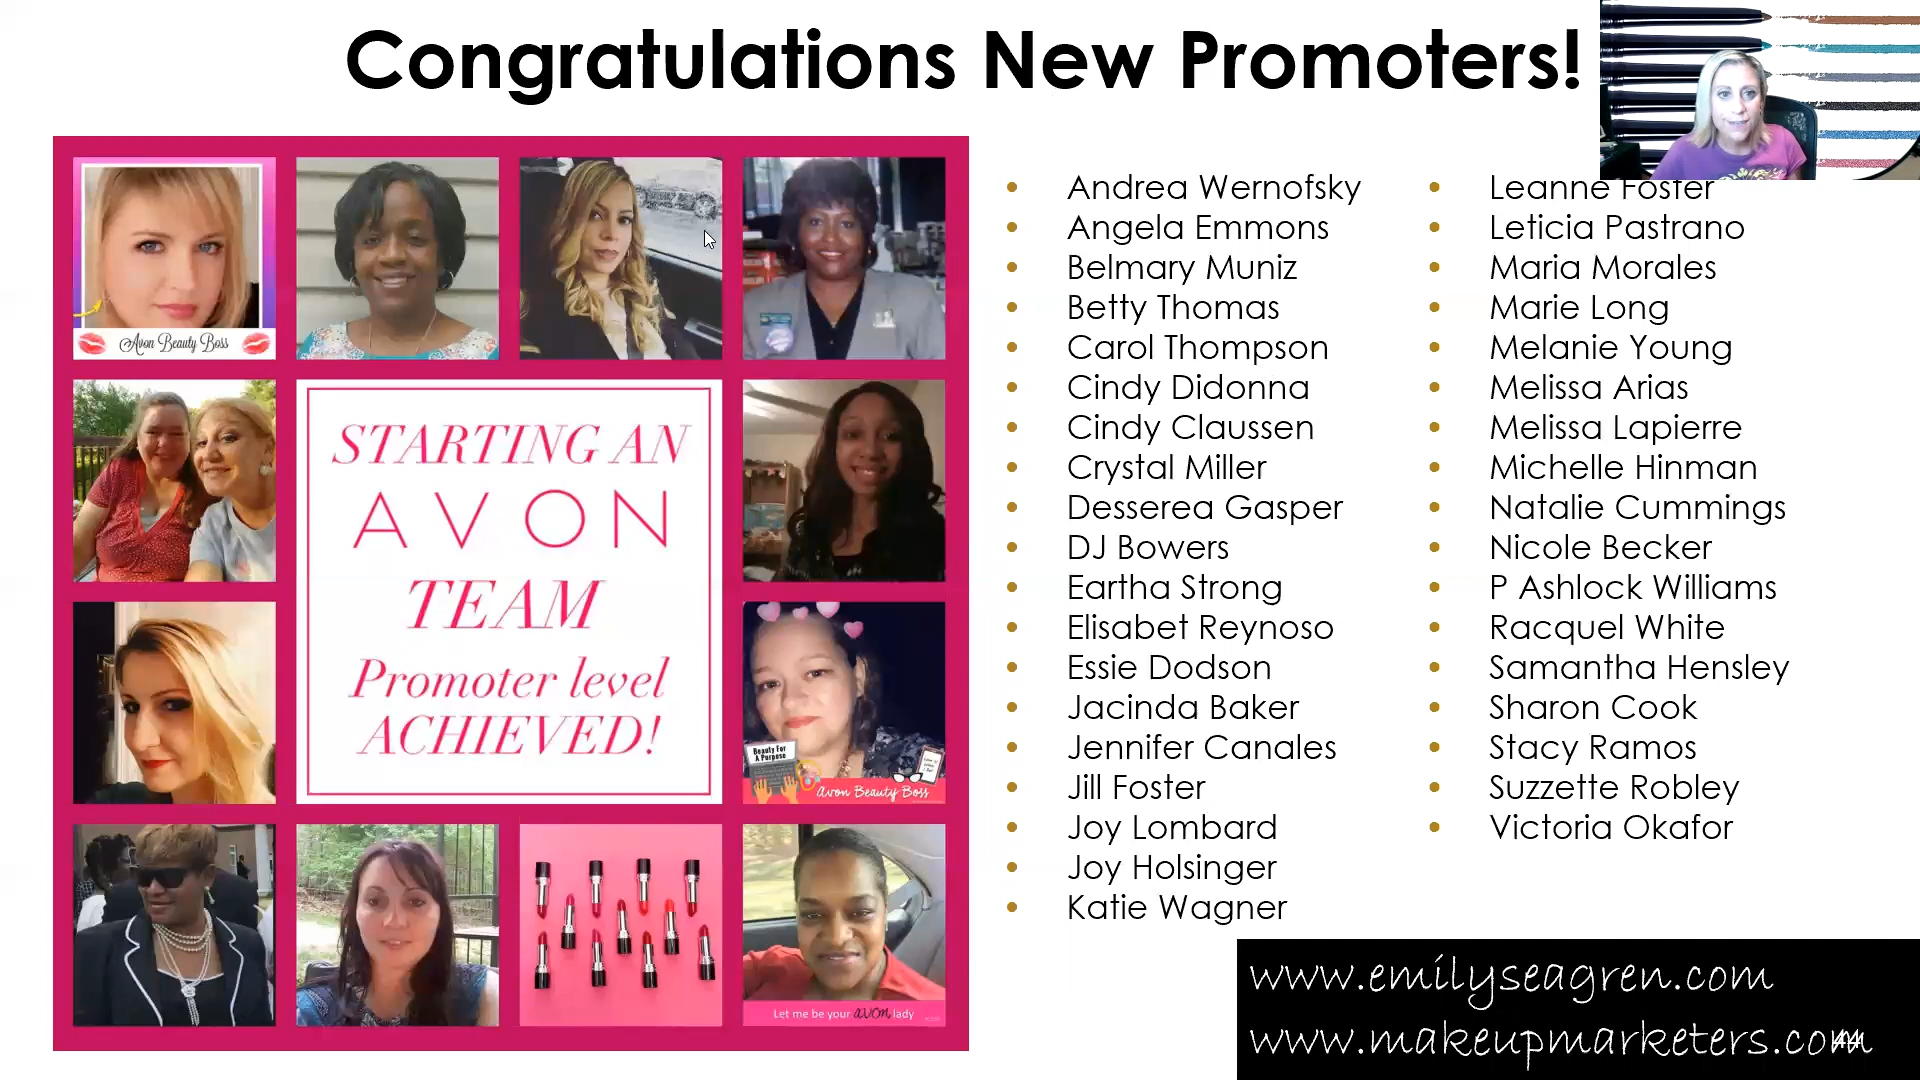 Congratulations New Promoters!
Avon Beauty Boss
STARTING AN
AVON
TEAM
Promoter level
ACHIEVED!
Beauty For
A Purpose
Avon Beauty Boss
Let me be your avon lady
Andrea Wernofsky
Angela Emmons
Belmary Muniz
Betty Thomas
Carol Thompson
Cindy Didonna
Cindy Claussen
Crystal Miller
Desserea Gasper
DJ Bowers
Eartha Strong
Elisabet Reynoso
Essie Dodson
Jacinda Baker
Jennifer Canales
Jill Foster
Joy Lombard
Joy Holsinger
Katie Wagner
Leanne Foster
Leticia Pastrano
Maria Morales
Marie Long
Melanie Young
Melissa Arias
Melissa Lapierre
Michelle Hinman
Natalie Cummings
Nicole Becker
P Ashlock Williams
Racquel White
Samantha Hensley
Sharon Cook
Stacy Ramos
Suzzette Robley
Victoria Okafor
www.emilyseagren.com
www.makeupmarketers.com
44